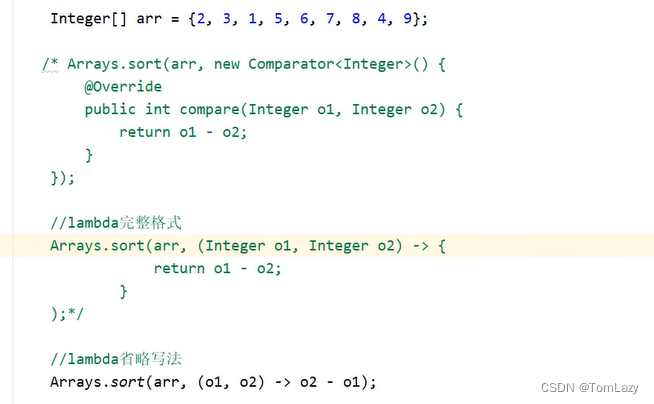 Integer[] arr = {2, 3, 1, 5, 6, 7, 8, 4, 9};
/* Arrays.sort(arr, new Comparator<Integer>() {
@Override
public int compare(Integer o1, Integer o2) {
return o1 - o2;
}
});
//lambda完整格式
Arrays.sort(arr, (Integer o1, Integer o2) -> {
return o1 - o2;
}
);*/
//lambda省略写法
Arrays.sort(arr, (o1, o2) -> o2 - o1);
CSDN @TomLazy